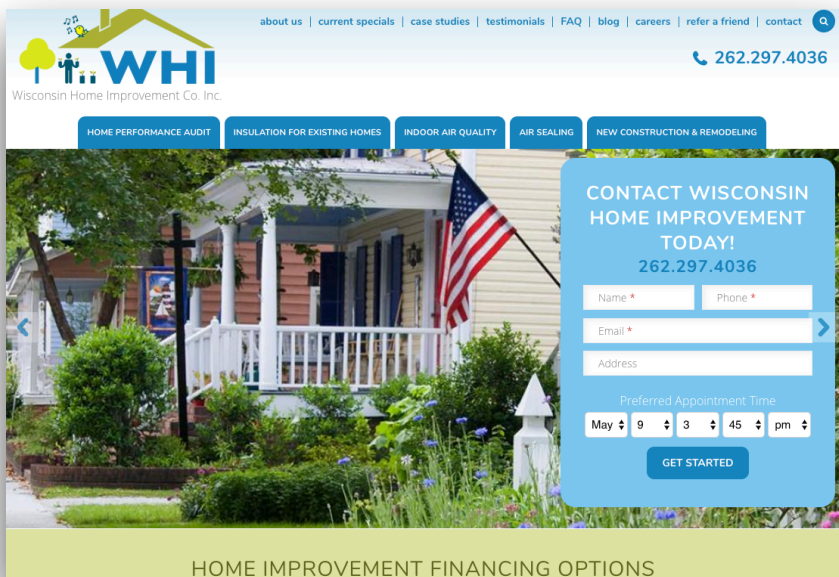 about us | current specials | case studies | testimonials | FAQ | blog | careers | refer a friend | contact
WHI
Wisconsin Home Improvement Co. Inc.
262.297.4036
HOME PERFORMANCE AUDIT
INSULATION FOR EXISTING HOMES
INDOOR AIR QUALITY
AIR SEALING
NEW CONSTRUCTION & REMODELING
CONTACT WISCONSIN
HOME IMPROVEMENT
TODAY!
262.297.4036
Name *
Phone *
Email *
Address
Preferred Appointment Time
May 9 3 45 pm
GET STARTED
HOME IMPROVEMENT FINANCING OPTIONS